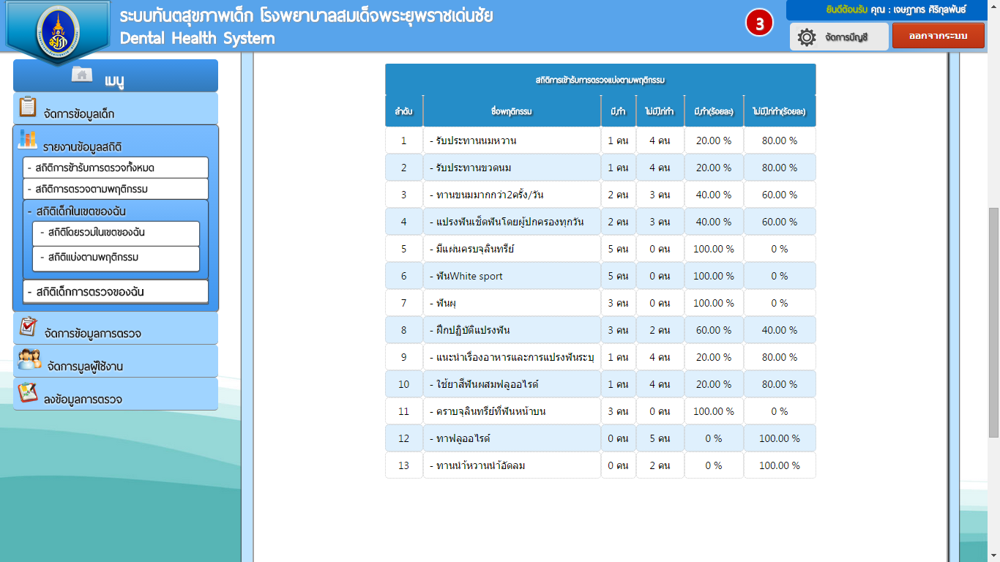 ระบบทันตสุขภาพเด็ก โรงพยาบาลสมเด็จพระยุพราชเด่นชัย
Dental Health System
3
ยินดีต้อนรับ คุณ : เจษฎากร ศิริกุลพันธ์
จัดการบัญชี
ออกจากระบบ
เมนู
จัดการข้อมูลเด็ก
รายงานข้อมูลสถิติ
- สถิติการข้ารับการตรวจทั้งหมด
- สถิติการตรวจตามพฤติกรรม
- สถิติเด็กในเขตของฉัน
- สถิติโดยรวมในเขตของฉัน
- สถิติแบ่งตามพฤติกรรม
- สถิติเด็กการตรวจของฉัน
จัดการข้อมูลการตรวจ
จัดการมูลผู้ใช้งาน
ลงข้อมูลการตรวจ
สถิติการเข้ารับการตรวจแบ่งตามพฤติกรรม
ลำดับ ชื่อพฤติกรรม มี,ทำ ไม่มี,ไม่ทำ มี,ทำ(ร้อยละ) ไม่มี,ไม่ทำ(ร้อยละ)
1 - รับประทานนมหวาน 1 คน 4 คน 20.00 % 80.00 %
2 - รับประทานขวดนม 1 คน 4 คน 20.00 % 80.00 %
3 - ทานขนมมากกว่า2ครั้ง/วัน 2 คน 3 คน 40.00 % 60.00 %
4 - แปรงฟันเช็ดฟันโดยผู้ปกครองทุกวัน 2 คน 3 คน 40.00 % 60.00 %
5 - มีแผ่นครบจุลินทรีย์ 5 คน 0 คน 100.00 % 0 %
6 - ฟันWhite sport 5 คน 0 คน 100.00 % 0 %
7 - ฟันผุ 3 คน 0 คน 100.00 % 0 %
8 - ฝึกปฏิบัติแปรงฟัน 3 คน 2 คน 60.00 % 40.00 %
9 - แนะนำเรื่องอาหารและการแปรงฟันระบุ 1 คน 4 คน 20.00 % 80.00 %
10 - ใช้ยาสีฟันผสมฟลูออไรด์ 1 คน 4 คน 20.00 % 80.00 %
11 - คราบจุลินทรีย์ที่ฟันหน้าบน 3 คน 0 คน 100.00 % 0 %
12 - ทาฟลูออไรด์ 0 คน 5 คน 0 % 100.00 %
13 - ทานน้ำหวานน้ำอัดลม 0 คน 2 คน 0 % 100.00 %